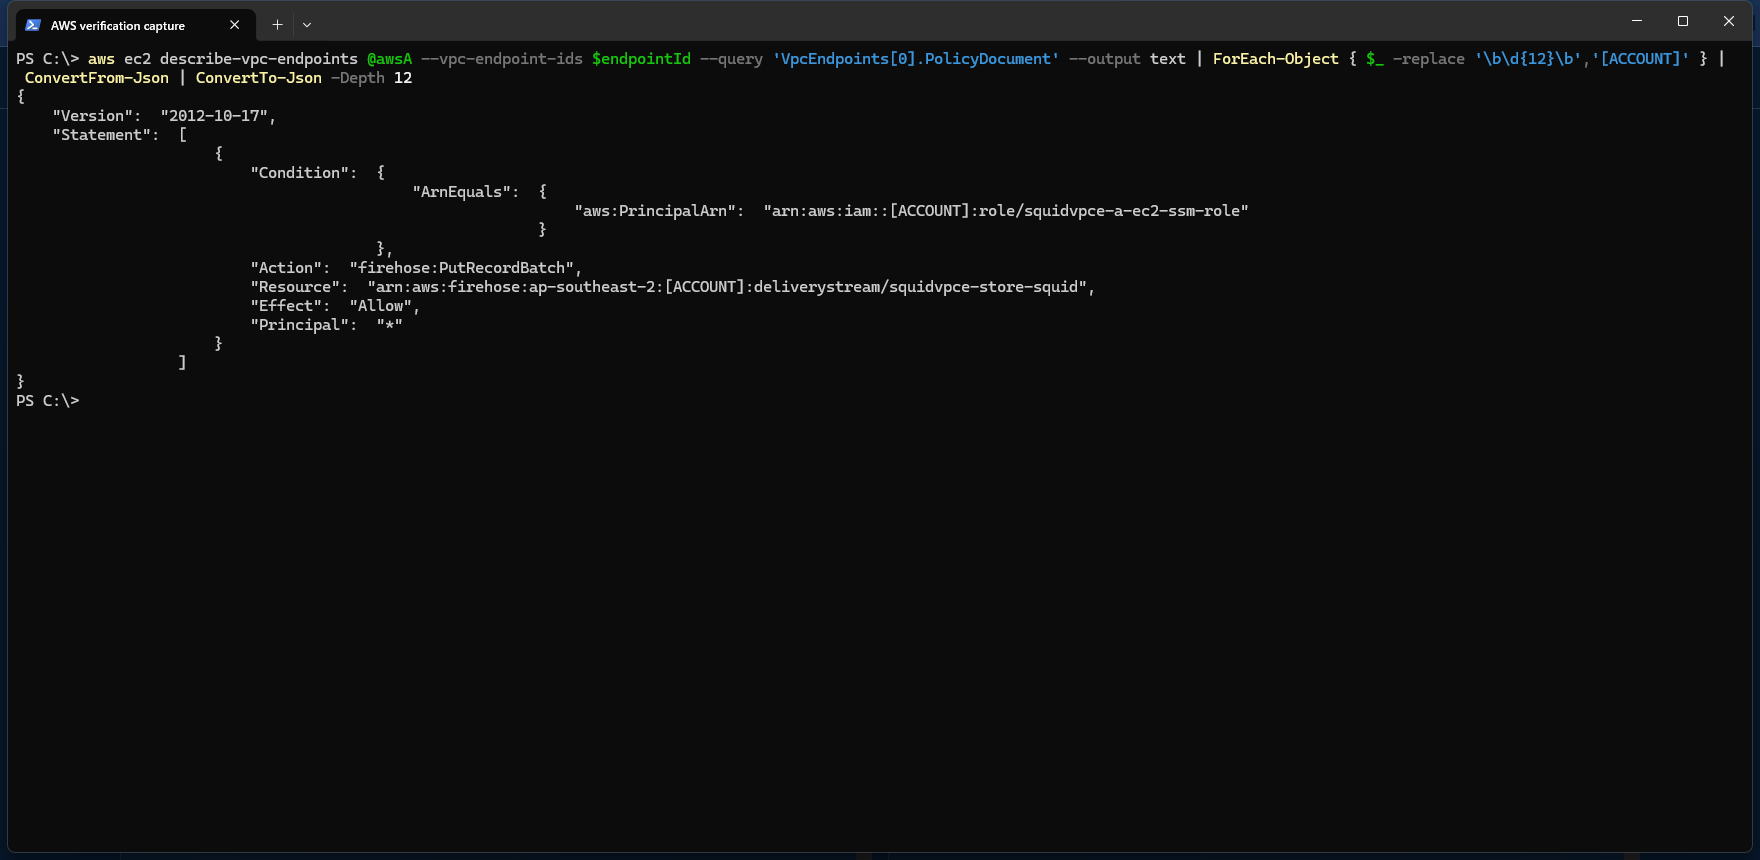 AWS verification capture
PS C:\> aws ec2 describe-vpc-endpoints @awsA --vpc-endpoint-ids $endpointId --query 'VpcEndpoints[0].PolicyDocument' --output text | ForEach-Object { $_ -replace '\b\d{12}\b','[ACCOUNT]' } |
 ConvertFrom-Json | ConvertTo-Json -Depth 12
{
    "Version":  "2012-10-17",
    "Statement":  [
                      {
                          "Condition":  {
                                            "ArnEquals":  {
                                                              "aws:PrincipalArn":  "arn:aws:iam::[ACCOUNT]:role/squidvpce-a-ec2-ssm-role"
                                                          }
                                        },
                          "Action":  "firehose:PutRecordBatch",
                          "Resource":  "arn:aws:firehose:ap-southeast-2:[ACCOUNT]:deliverystream/squidvpce-store-squid",
                          "Effect":  "Allow",
                          "Principal":  "*"
                      }
                  ]
}
PS C:\>